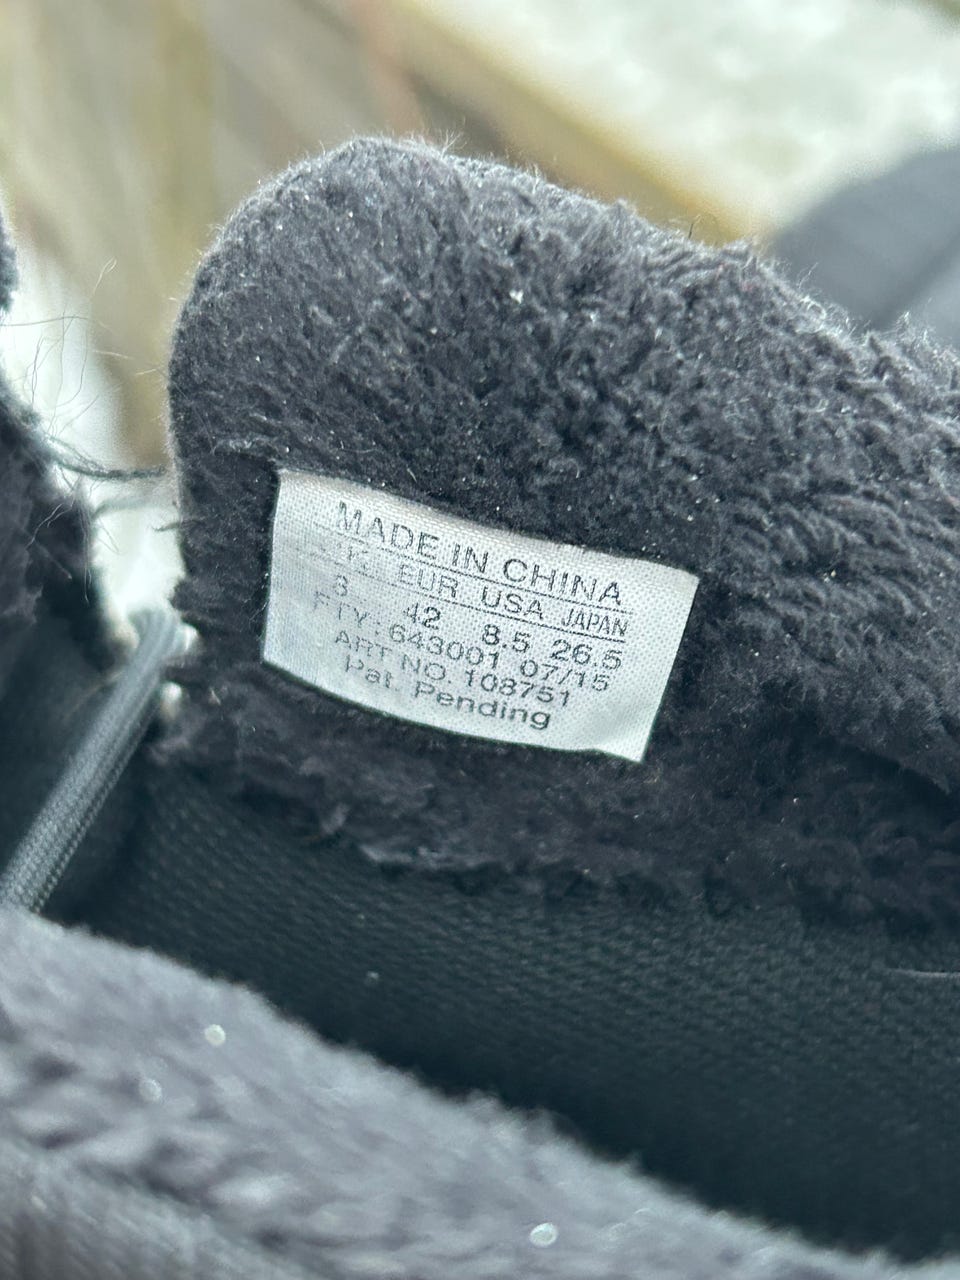 MADE IN CHINA
UK EUR USA JAPAN
8 42 8.5 26.5
FTY: 643001 07/15
ART NO. 108751
Pat. Pending